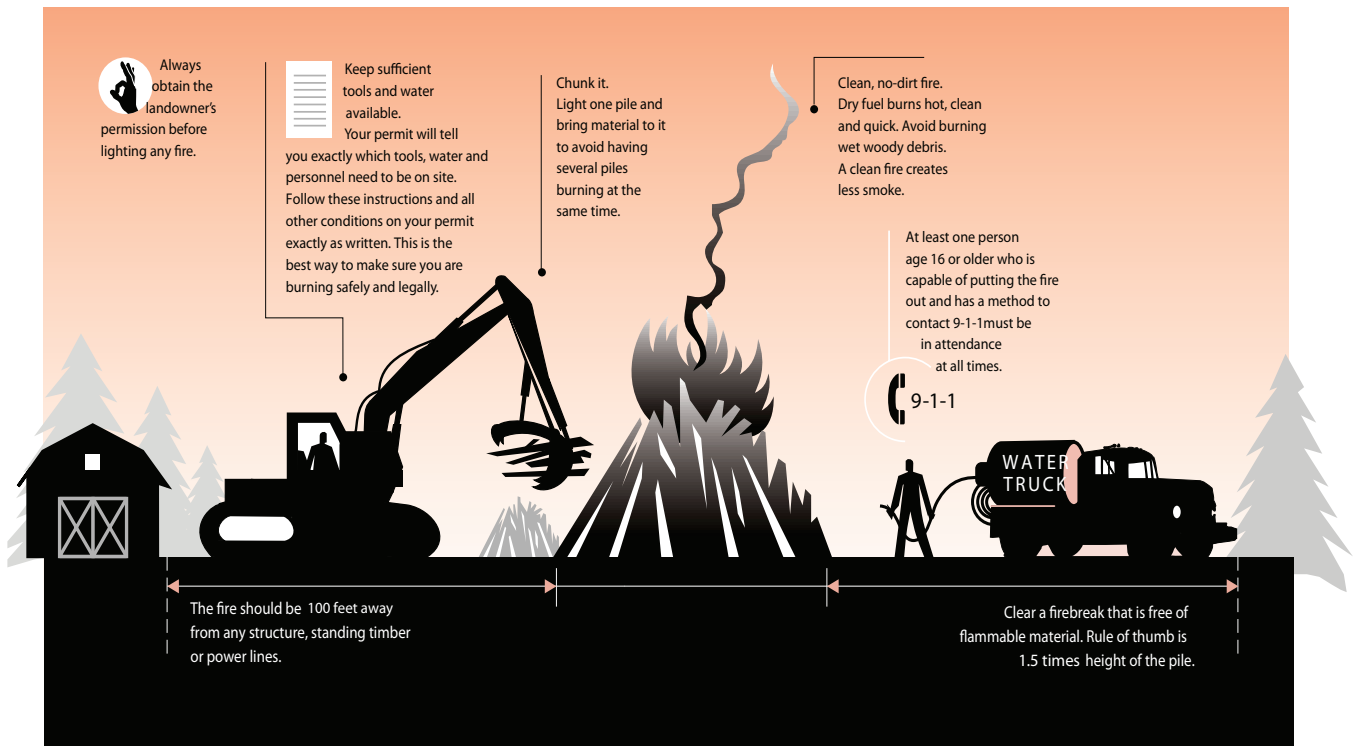 Always
obtain the
landowner's
permission before
lighting any fire.
Keep sufficient
tools and water
available.
Your permit will tell
you exactly which tools, water and
personnel need to be on site.
Follow these instructions and all
other conditions on your permit
exactly as written. This is the
best way to make sure you are
burning safely and legally.
Chunk it.
Light one pile and
bring material to it
to avoid having
several piles
burning at the
same time.
Clean, no-dirt fire.
Dry fuel burns hot, clean
and quick. Avoid burning
wet woody debris.
A clean fire creates
less smoke.
At least one person
age 16 or older who is
capable of putting the fire
out and has a method to
contact 9-1-1must be
in attendance
at all times.
9-1-1
WATER
TRUCK
The fire should be 100 feet away
from any structure, standing timber
or power lines.
Clear a firebreak that is free of
flammable material. Rule of thumb is
1.5 times height of the pile.